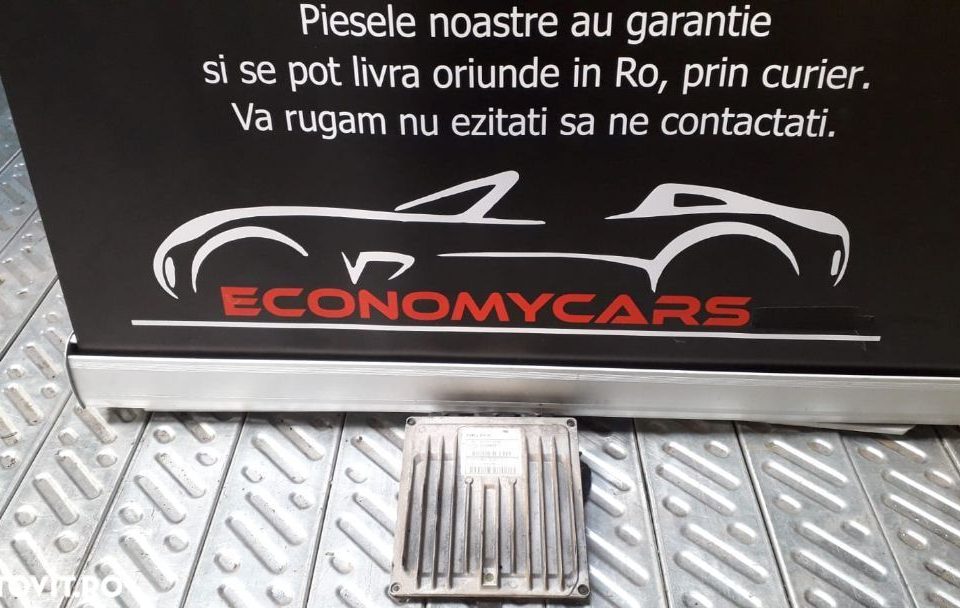 Piesele noastre au garantie
si se pot livra oriunde in Ro, prin curier.
Va rugam nu ezitati sa ne contactati.
ECONOMYCARS